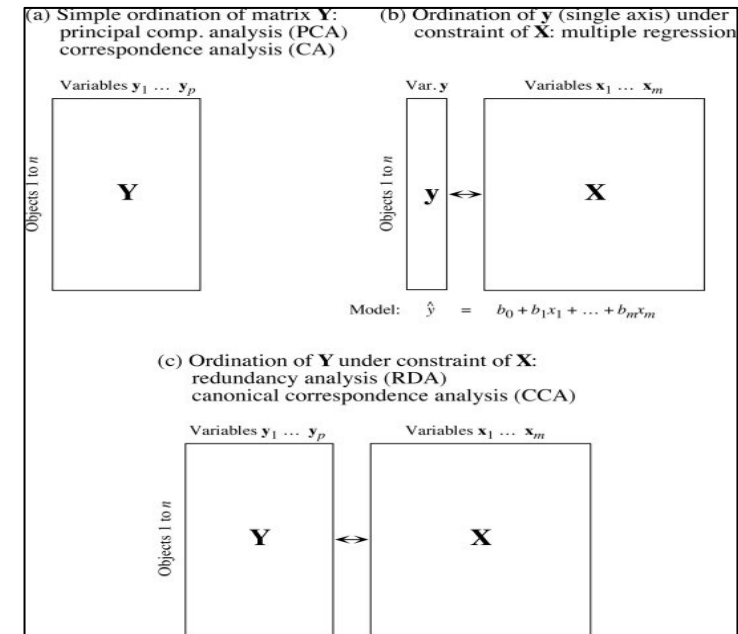 (a) Simple ordination of matrix Y:
principal comp. analysis (PCA)
correspondence analysis (CA)
Variables y1 ... yp
Objects 1 to n
Y
(b) Ordination of y (single axis) under
constraint of X: multiple regression
Var. y
Variables x1 ... xm
Objects 1 to n
y ↔ X
Model: ŷ = b0 + b1x1 + ... + bmxm
(c) Ordination of Y under constraint of X:
redundancy analysis (RDA)
canonical correspondence analysis (CCA)
Variables y1 ... yp
Variables x1 ... xm
Objects 1 to n
Y ↔ X